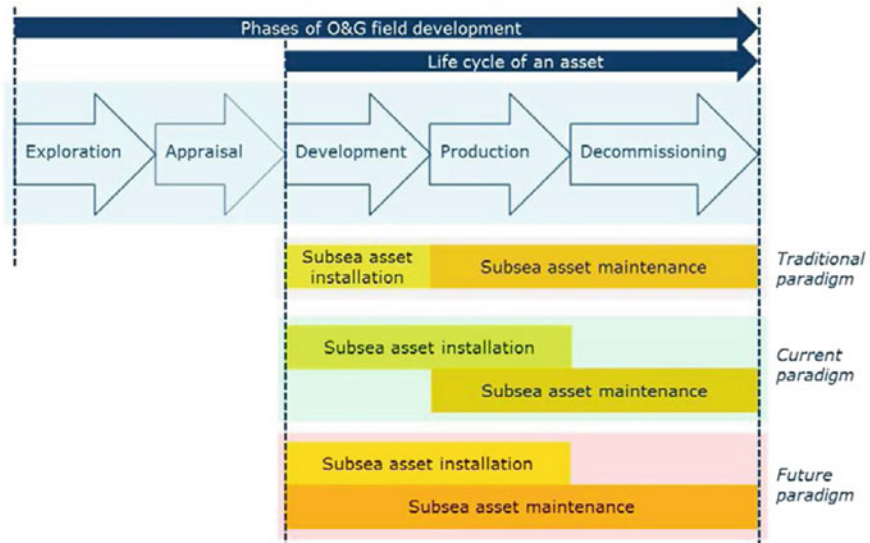 Phases of O&G field development
Life cycle of an asset
Exploration
Appraisal
Development
Production
Decommissioning
Subsea asset
installation
Subsea asset maintenance
Traditional
paradigm
Subsea asset installation
Subsea asset maintenance
Current
paradigm
Subsea asset installation
Subsea asset maintenance
Future
paradigm